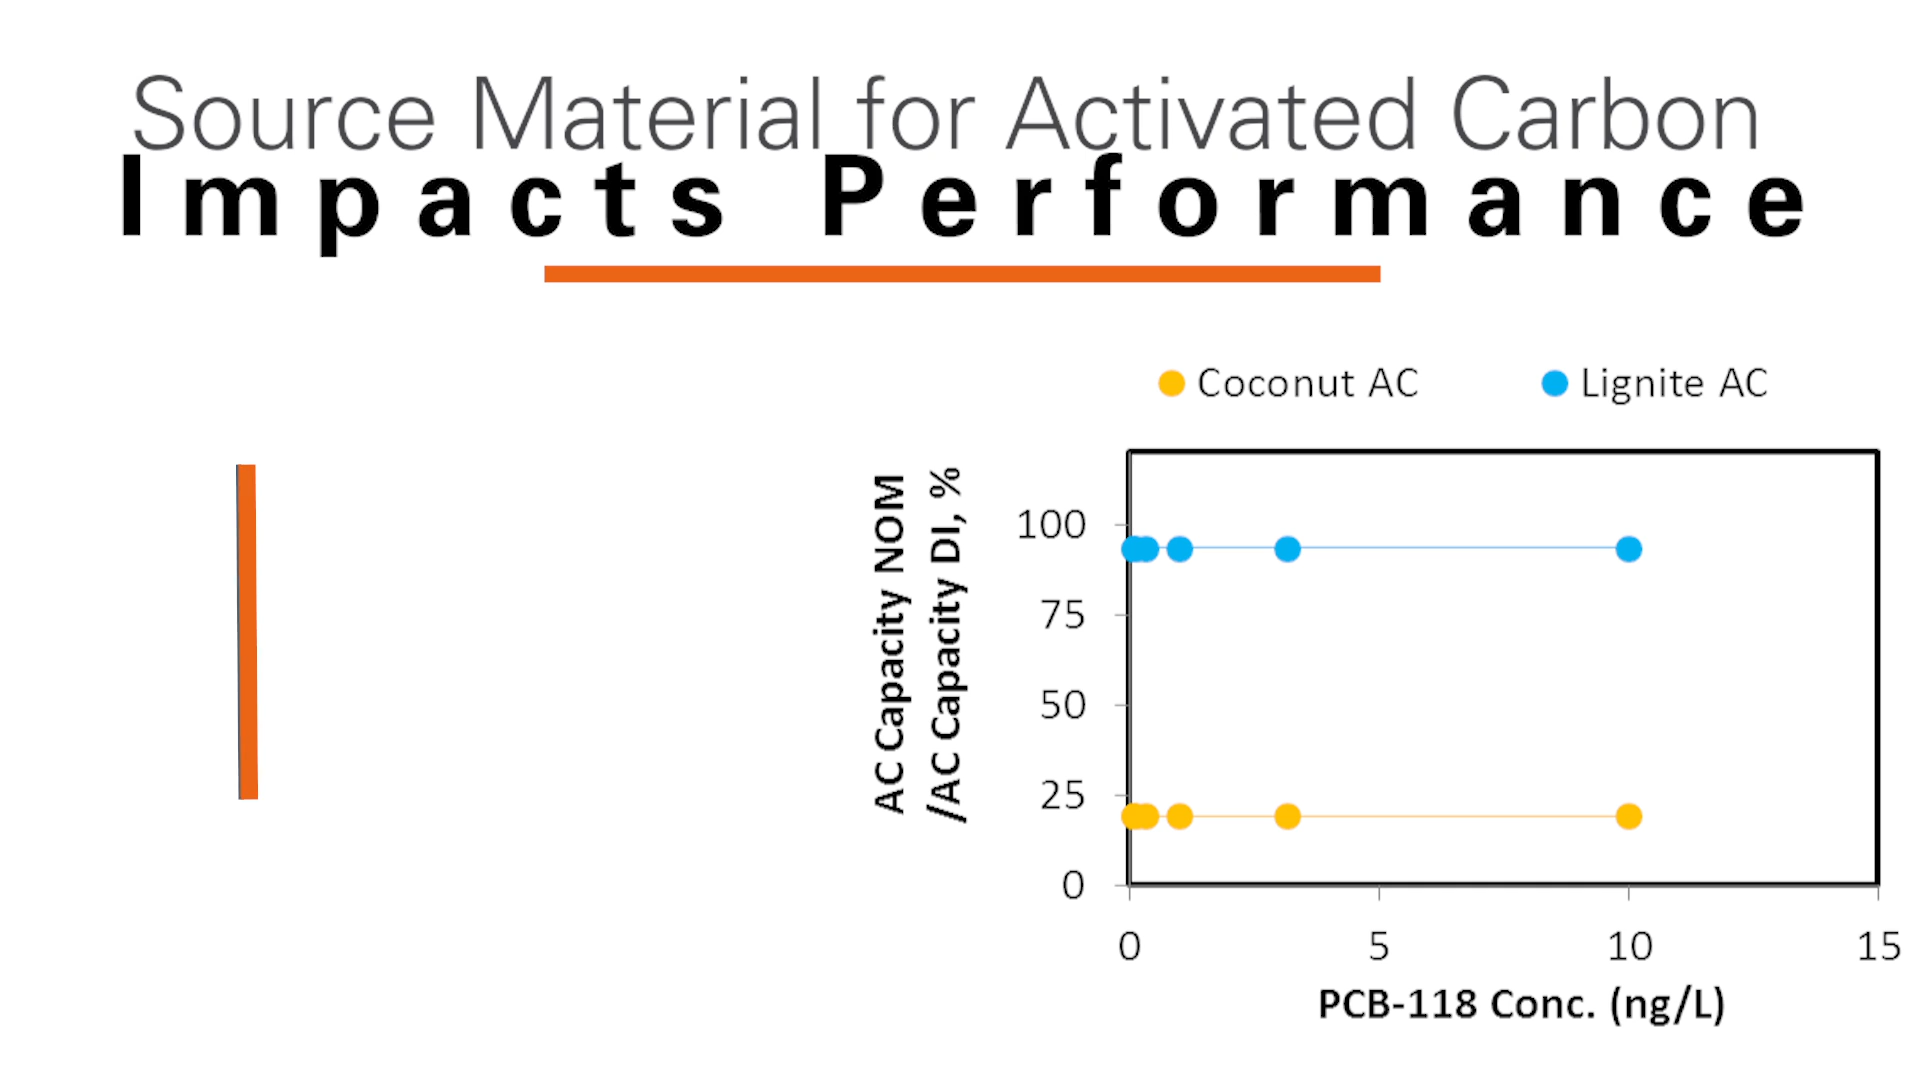 Source Material for Activated Carbon
Impacts Performance
Coconut AC
Lignite AC
AC Capacity NOM
/AC Capacity DI, %
100
75
50
25
0
0
5
10
15
PCB-118 Conc. (ng/L)